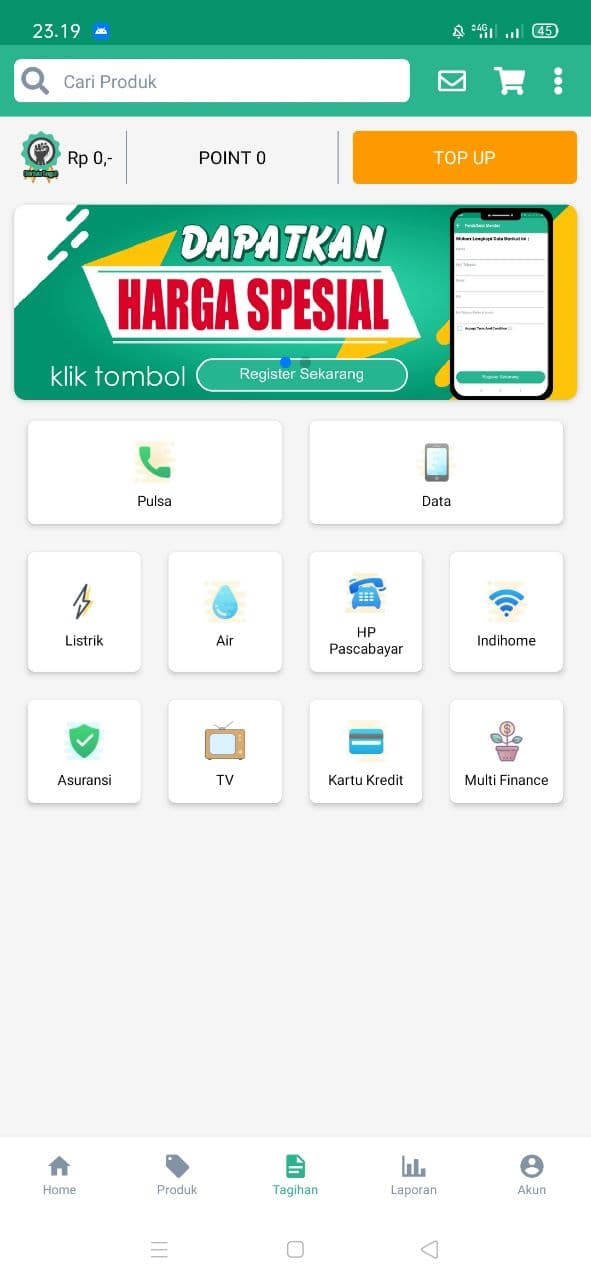 23.19
4G
45
Cari Produk
Rp 0,-
POINT 0
TOP UP
DAPATKAN
HARGA SPESIAL
klik tombol
Register Sekarang
Pulsa
Data
Listrik
Air
HP
Pascabayar
Indihome
Asuransi
TV
Kartu Kredit
Multi Finance
Home
Produk
Tagihan
Laporan
Akun